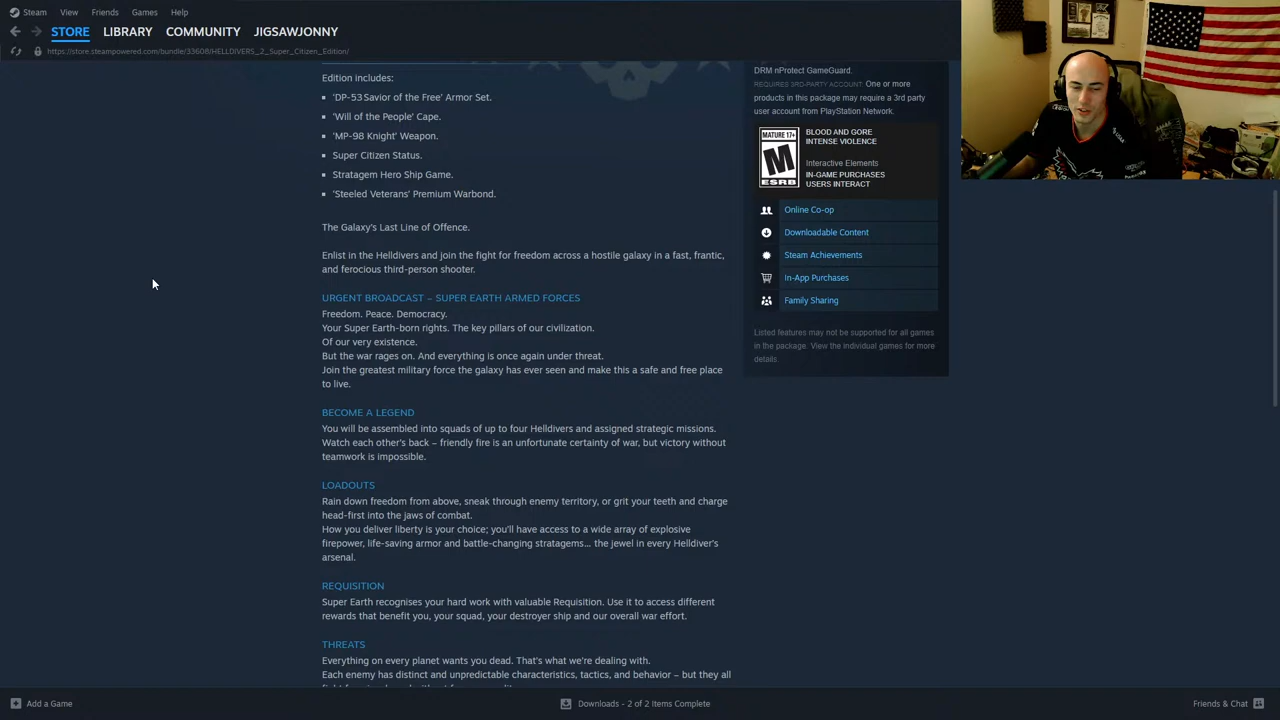 Steam View Friends Games Help
STORE LIBRARY COMMUNITY JIGSAWJONNY
https://store.steampowered.com/bundle/33608/HELLDIVERS_2_Super_Citizen_Edition/
Edition includes:
'DP-53 Savior of the Free' Armor Set.
'Will of the People' Cape.
'MP-98 Knight' Weapon.
Super Citizen Status.
Stratagem Hero Ship Game.
'Steeled Veterans' Premium Warbond.
The Galaxy's Last Line of Offence.
Enlist in the Helldivers and join the fight for freedom across a hostile galaxy in a fast, frantic,
and ferocious third-person shooter.
URGENT BROADCAST – SUPER EARTH ARMED FORCES
Freedom. Peace. Democracy.
Your Super Earth-born rights. The key pillars of our civilization.
Of our very existence.
But the war rages on. And everything is once again under threat.
Join the greatest military force the galaxy has ever seen and make this a safe and free place
to live.
BECOME A LEGEND
You will be assembled into squads of up to four Helldivers and assigned strategic missions.
Watch each other's back – friendly fire is an unfortunate certainty of war, but victory without
teamwork is impossible.
LOADOUTS
Rain down freedom from above, sneak through enemy territory, or grit your teeth and charge
head-first into the jaws of combat.
How you deliver liberty is your choice; you'll have access to a wide array of explosive
firepower, life-saving armor and battle-changing stratagems… the jewel in every Helldiver's
arsenal.
REQUISITION
Super Earth recognises your hard work with valuable Requisition. Use it to access different
rewards that benefit you, your squad, your destroyer ship and our overall war effort.
THREATS
Everything on every planet wants you dead. That's what we're dealing with.
Each enemy has distinct and unpredictable characteristics, tactics, and behavior – but they all
DRM nProtect GameGuard.
REQUIRES 3RD-PARTY ACCOUNT: One or more
products in this package may require a 3rd party
user account from PlayStation Network.
MATURE 17+
M
ESRB
BLOOD AND GORE
INTENSE VIOLENCE
Interactive Elements
IN-GAME PURCHASES
USERS INTERACT
Online Co-op
Downloadable Content
Steam Achievements
In-App Purchases
Family Sharing
Listed features may not be supported for all games
in the package. View the individual games for more
details.
Add a Game
Downloads - 2 of 2 Items Complete
Friends & Chat